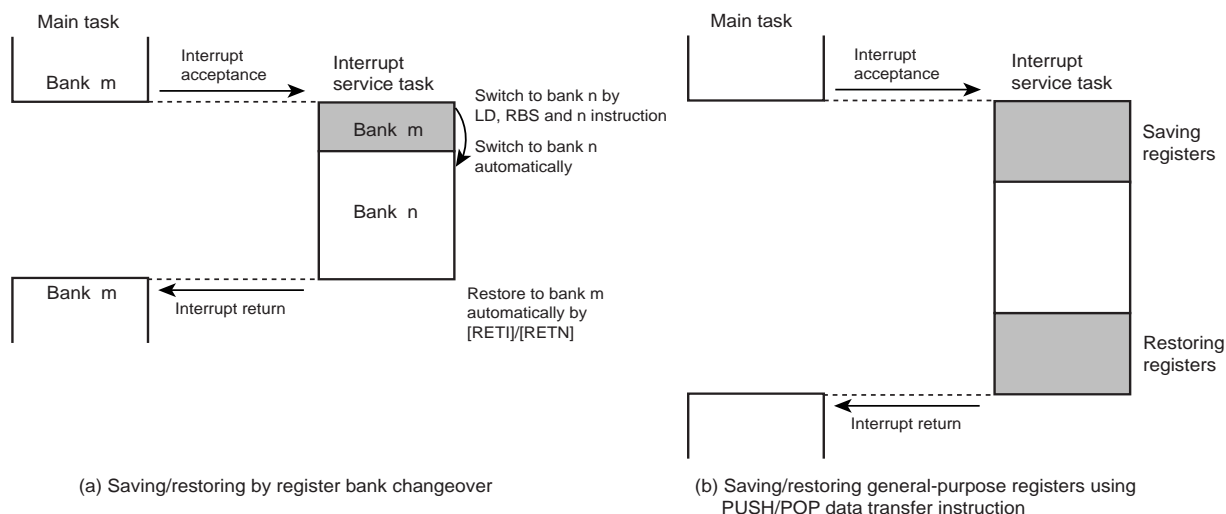 Main task
Bank m
Interrupt
acceptance
Interrupt
service task
Bank m
Switch to bank n by
LD, RBS and n instruction
Switch to bank n
automatically
Bank n
Bank m
Interrupt return
Restore to bank m
automatically by
[RETI]/[RETN]
(a) Saving/restoring by register bank changeover
Main task
Interrupt
acceptance
Interrupt
service task
Saving
registers
Restoring
registers
Interrupt return
(b) Saving/restoring general-purpose registers using
PUSH/POP data transfer instruction